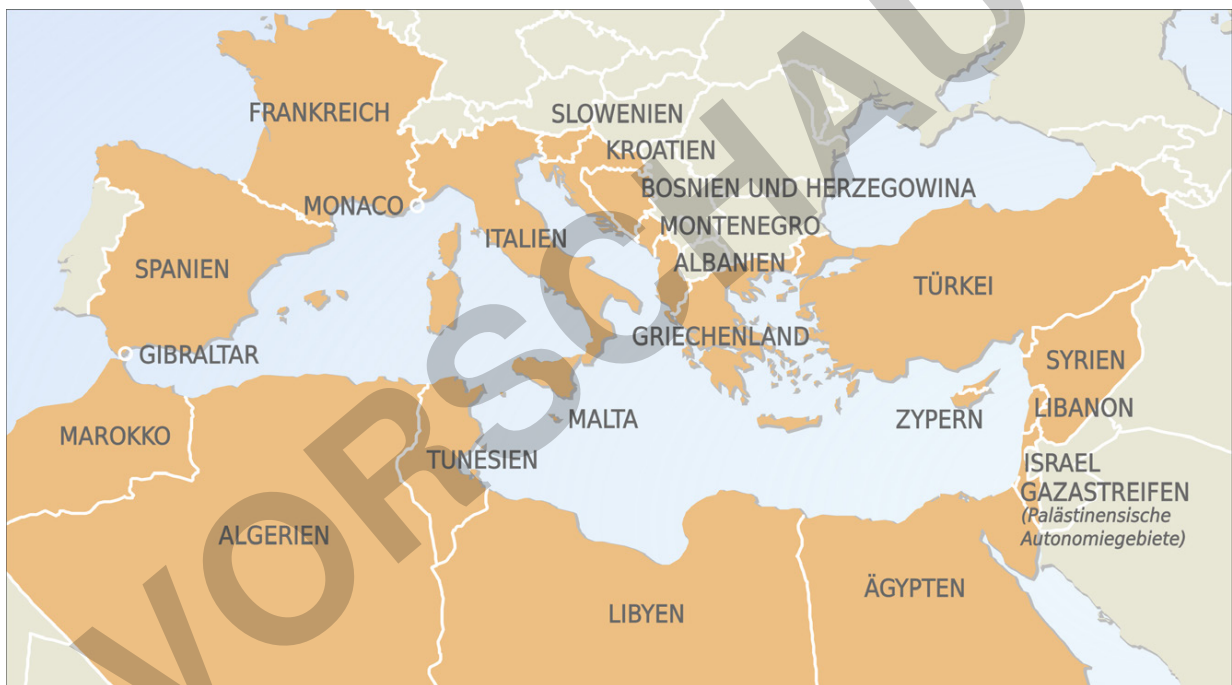 FRANKREICH
SLOWENIEN
KROATIEN
BOSNIEN UND HERZEGOWINA
MONACO
MONTENEGRO
ITALIEN
ALBANIEN
SPANIEN
TÜRKEI
GRIECHENLAND
GIBRALTAR
SYRIEN
LIBANON
MALTA
ZYPERN
MAROKKO
TUNESIEN
ISRAEL
GAZASTREIFEN
(Palästinensische
Autonomiegebiete)
ALGERIEN
ÄGYPTEN
LIBYEN
VORSCHAU